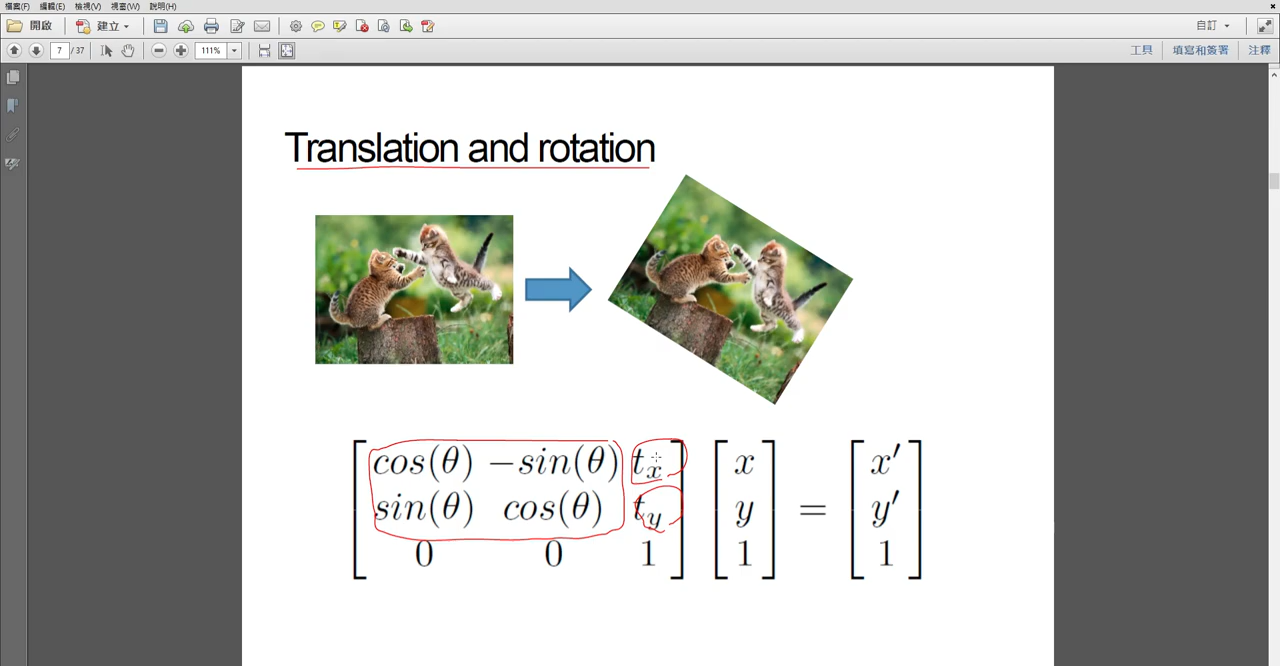 檔案(F) 編輯(E) 檢視(V) 視窗(W) 說明(H)
開啟 建立 自訂
7 / 37 111% 工具 填寫和簽署 注釋
Translation and rotation
cos(θ) −sin(θ) t_x x x′
sin(θ) cos(θ) t_y y = y′
0 0 1 1 1